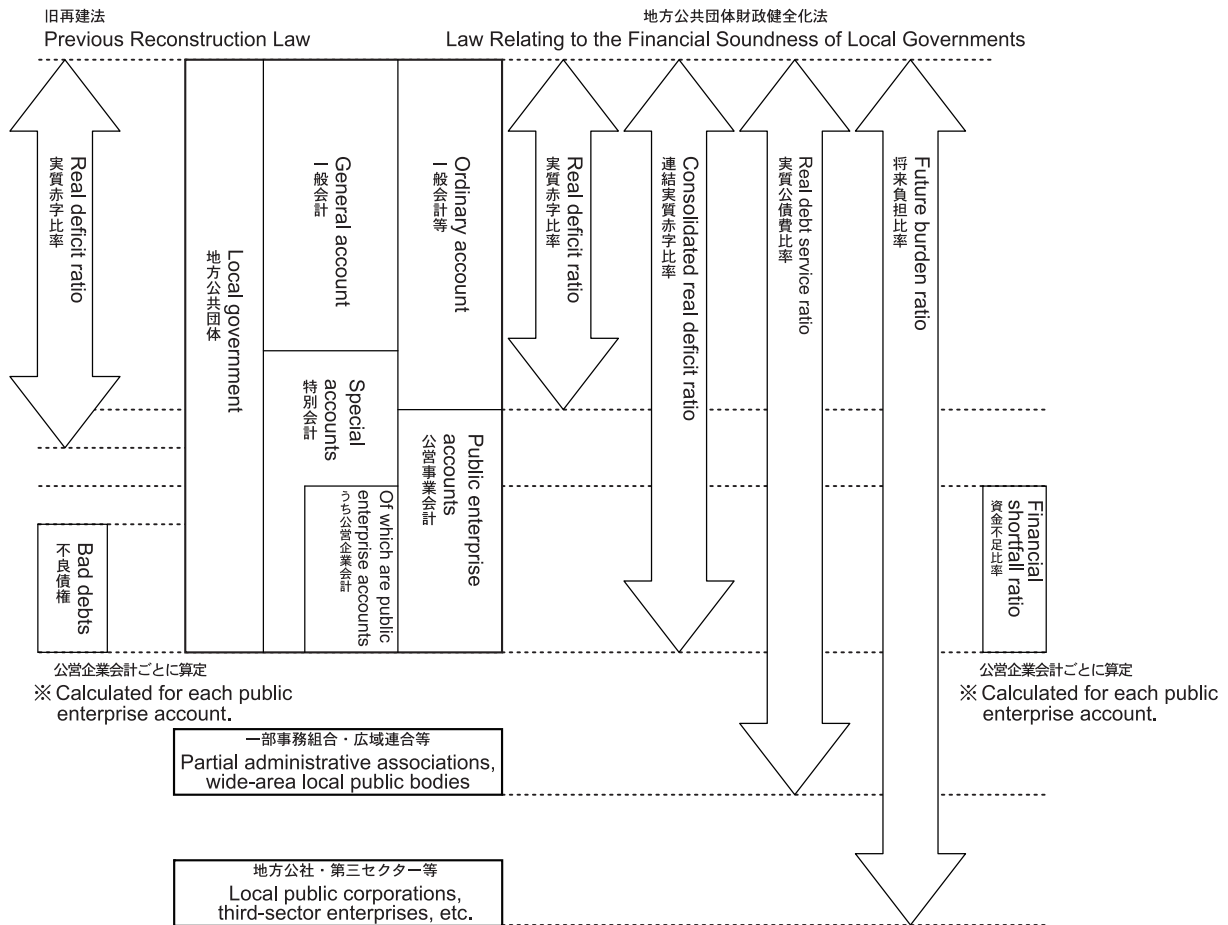 旧再建法
Previous Reconstruction Law
地方公共団体財政健全化法
Law Relating to the Financial Soundness of Local Governments
Real deficit ratio
実質赤字比率
Local government
地方公共団体
General account
一般会計
Ordinary account
一般会計等
Real deficit ratio
実質赤字比率
Consolidated real deficit ratio
連結実質赤字比率
Real debt service ratio
実質公債費比率
Future burden ratio
将来負担比率
Special
accounts
特別会計
Public enterprise
accounts
公営事業会計
Of which are public
enterprise accounts
うち公営企業会計
Bad debts
不良債権
Financial
shortfall ratio
資金不足比率
公営企業会計ごとに算定
※ Calculated for each public
enterprise account.
公営企業会計ごとに算定
※ Calculated for each public
enterprise account.
一部事務組合・広域連合等
Partial administrative associations,
wide-area local public bodies
地方公社・第三セクター等
Local public corporations,
third-sector enterprises, etc.